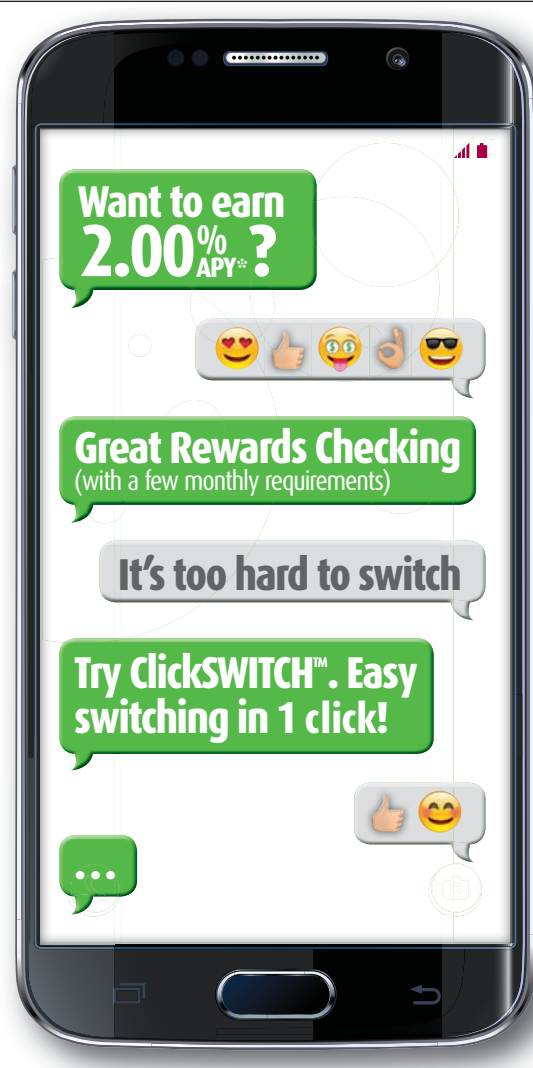 Want to earn
2.00% APY*?
Great Rewards Checking
(with a few monthly requirements)
It's too hard to switch
Try ClickSWITCH™. Easy
switching in 1 click!
...